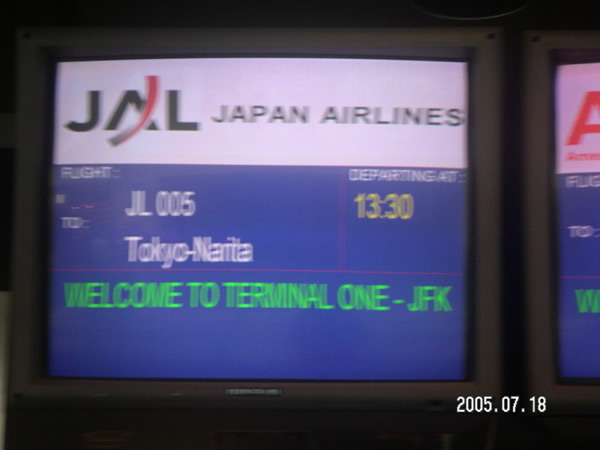 JAL JAPAN AIRLINES
FLIGHT:
DEPARTING AT:
JL 005
13:30
TO:
Tokyo-Narita
WELCOME TO TERMINAL ONE - JFK
TO:
W
2005.07.18